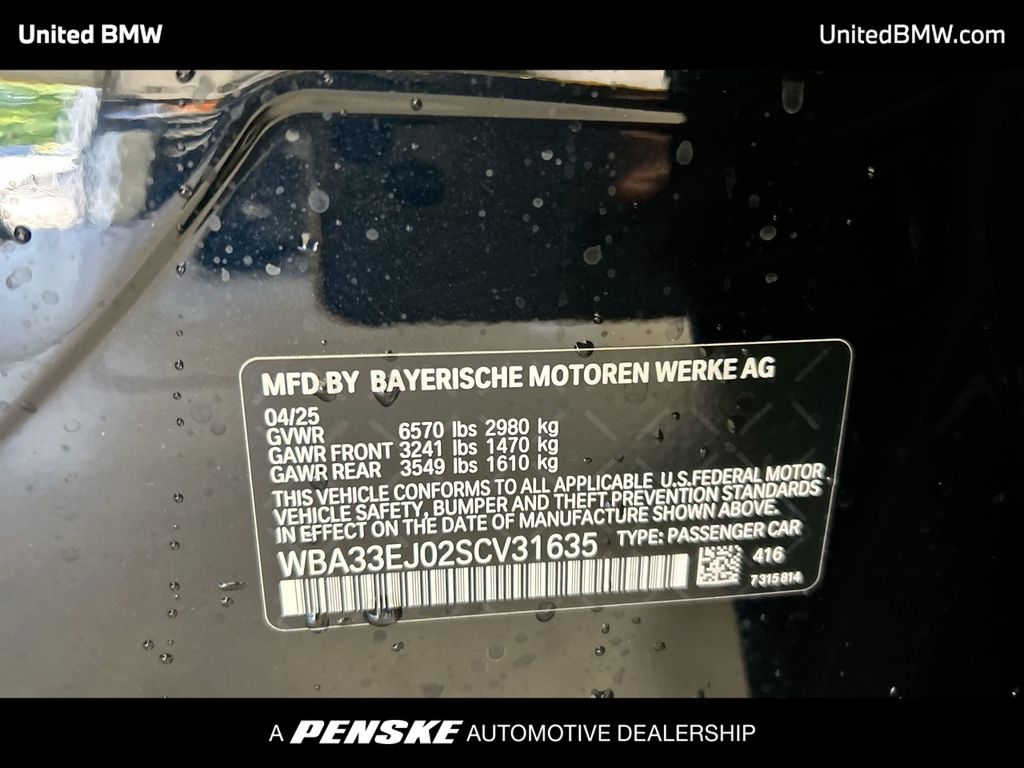 United BMW
UnitedBMW.com
MFD BY BAYERISCHE MOTOREN WERKE AG
04/25
GVWR 6570 lbs 2980 kg
GAWR FRONT 3241 lbs 1470 kg
GAWR REAR 3549 lbs 1610 kg
THIS VEHICLE CONFORMS TO ALL APPLICABLE U.S.FEDERAL MOTOR
VEHICLE SAFETY, BUMPER AND THEFT PREVENTION STANDARDS
IN EFFECT ON THE DATE OF MANUFACTURE SHOWN ABOVE.
WBA33EJ02SCV31635 TYPE: PASSENGER CAR
416
7315814
A PENSKE AUTOMOTIVE DEALERSHIP